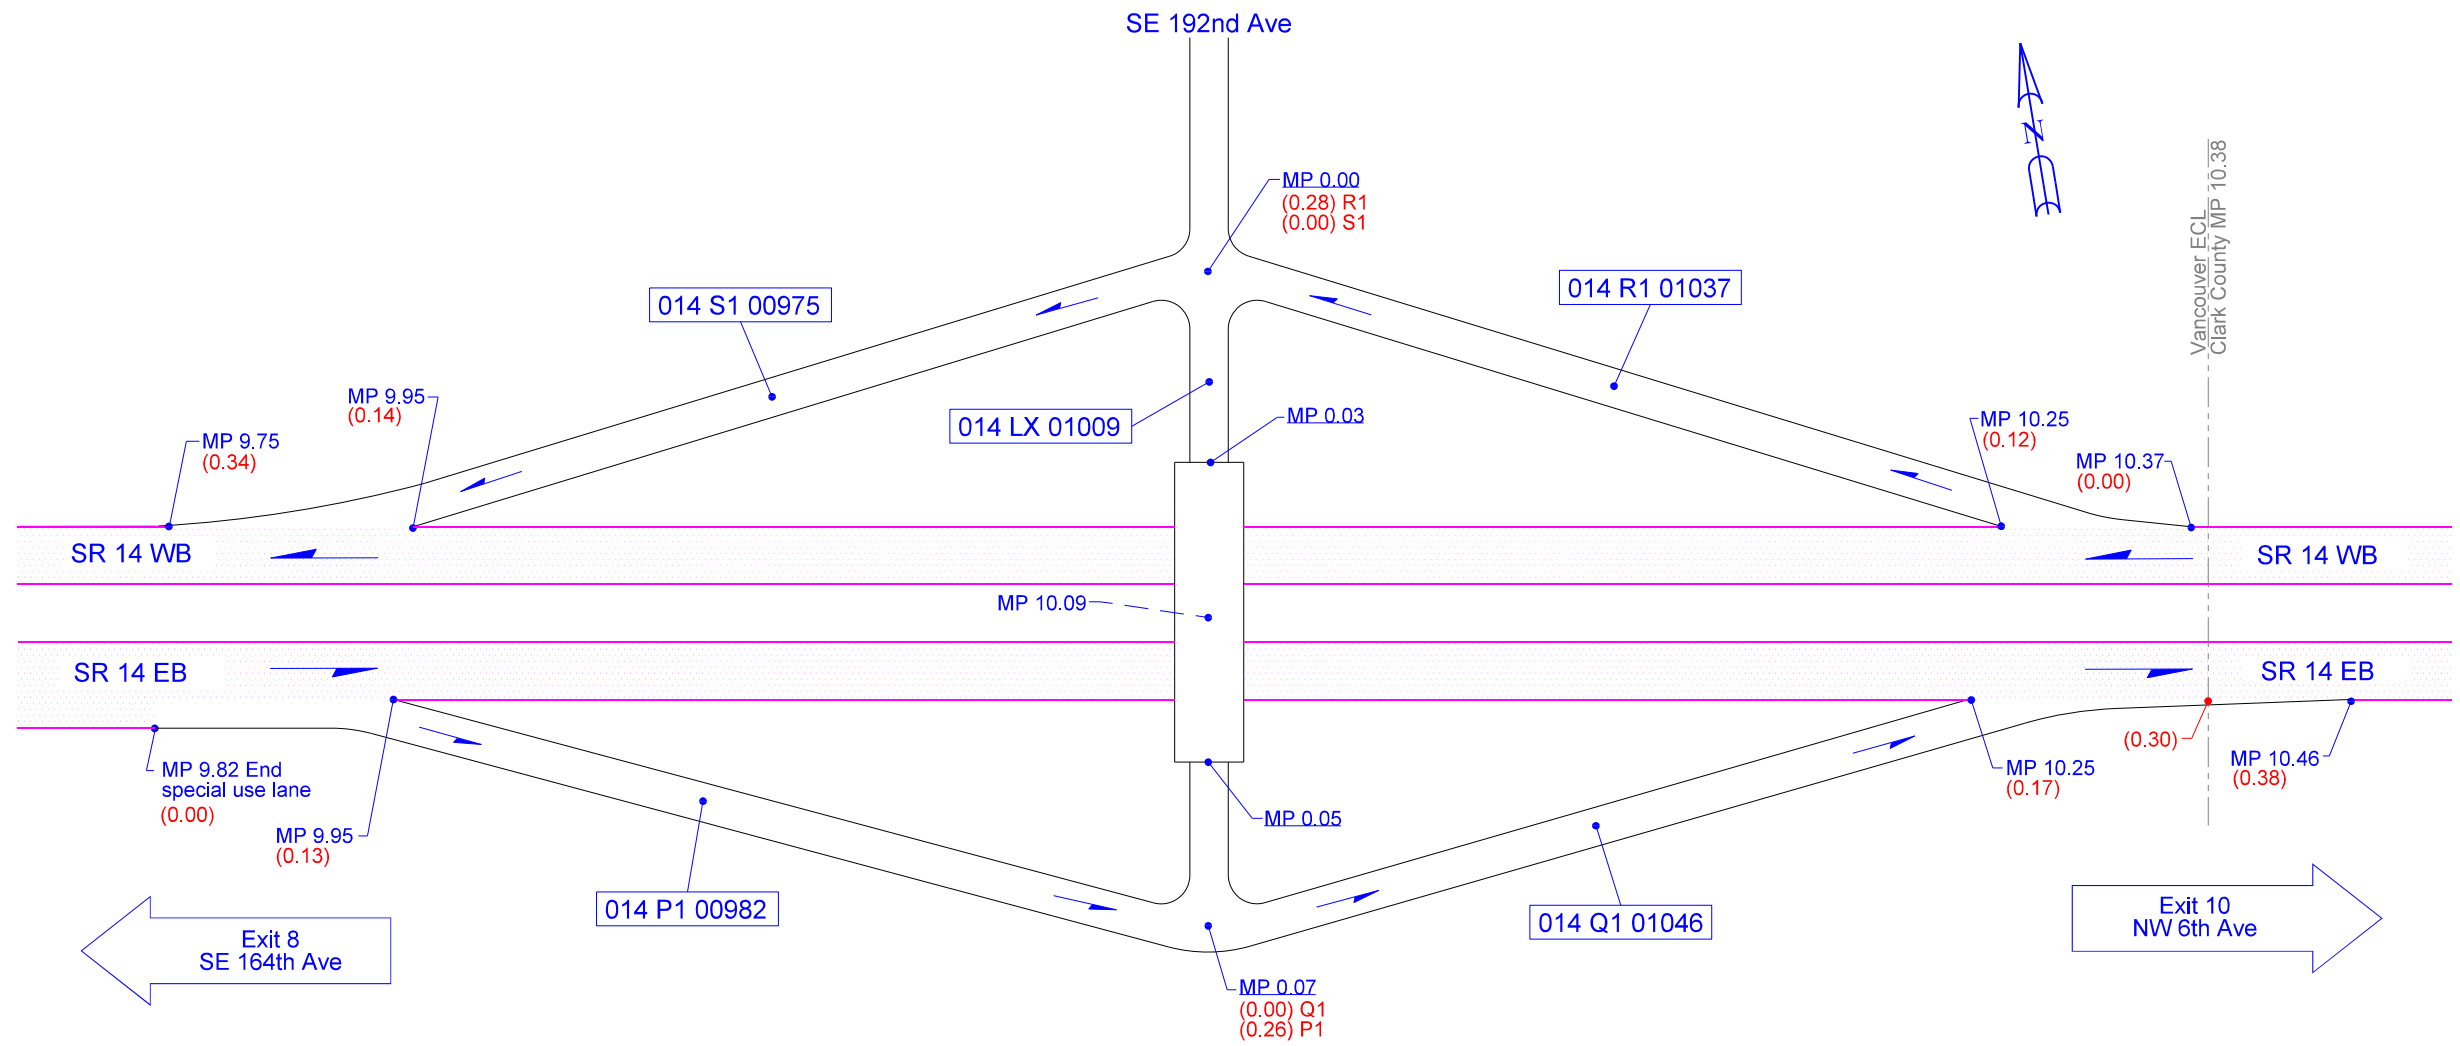 SE 192nd Ave
N
MP 0.00
(0.28) R1
(0.00) S1
Vancouver ECL
Clark County MP 10.38
014 S1 00975
014 R1 01037
MP 9.95
(0.14)
014 LX 01009
MP 0.03
MP 10.25
(0.12)
MP 9.75
(0.34)
MP 10.37
(0.00)
SR 14 WB
SR 14 WB
MP 10.09
SR 14 EB
SR 14 EB
(0.30)
MP 10.46
(0.38)
MP 9.82 End
special use lane
(0.00)
MP 10.25
(0.17)
MP 9.95
(0.13)
MP 0.05
014 P1 00982
014 Q1 01046
Exit 8
SE 164th Ave
Exit 10
NW 6th Ave
MP 0.07
(0.00) Q1
(0.26) P1